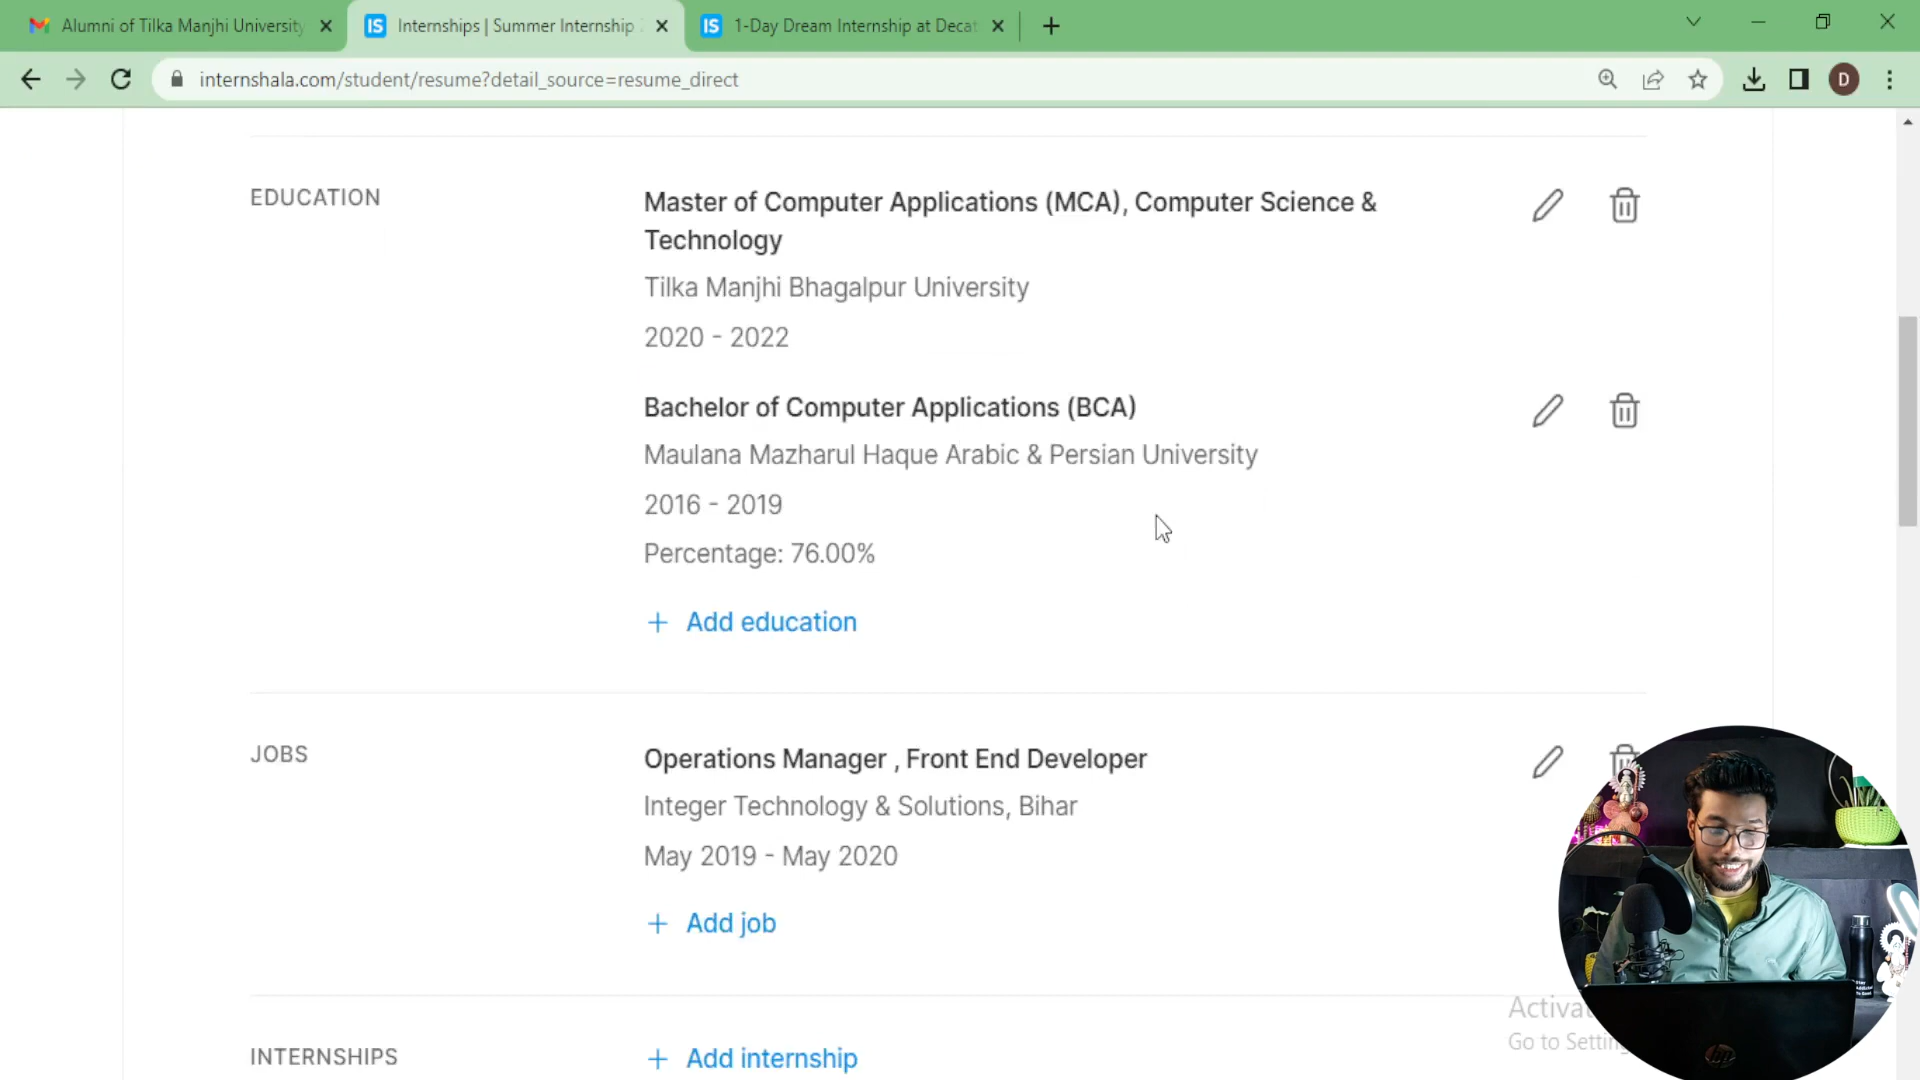 Alumni of Tilka Manjhi University
Internships | Summer Internship
1-Day Dream Internship at Decat
internshala.com/student/resume?detail_source=resume_direct
D
EDUCATION
Master of Computer Applications (MCA), Computer Science &
Technology
Tilka Manjhi Bhagalpur University
2020 - 2022
Bachelor of Computer Applications (BCA)
Maulana Mazharul Haque Arabic & Persian University
2016 - 2019
Percentage: 76.00%
+ Add education
JOBS
Operations Manager , Front End Developer
Integer Technology & Solutions, Bihar
May 2019 - May 2020
+ Add job
INTERNSHIPS
+ Add internship
Activa
Go to Setting
hp